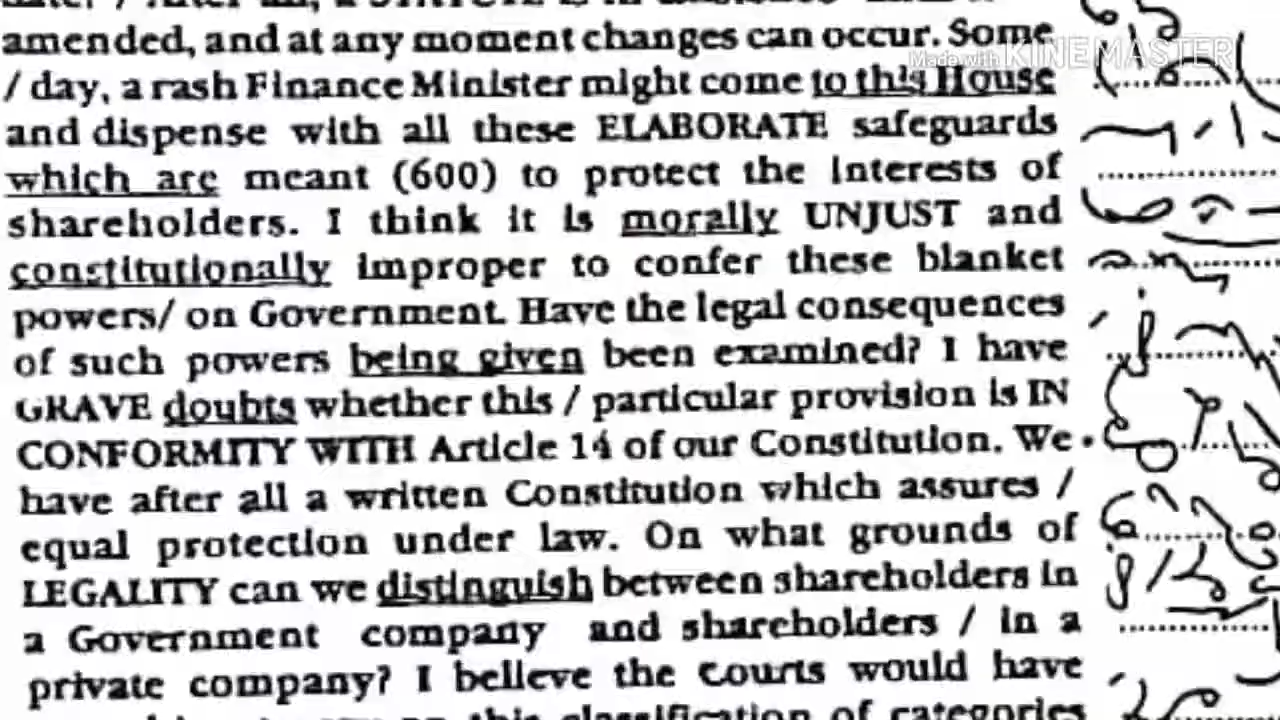 amended, and at any moment changes can occur. Some
/ day, a rash Finance Minister might come to this House
and dispense with all these ELABORATE safeguards
which are meant (600) to protect the interests of
shareholders. I think it is morally UNJUST and
constitutionally improper to confer these blanket
powers/ on Government. Have the legal consequences
of such powers being given been examined? I have
GRAVE doubts whether this / particular provision is IN
CONFORMITY WITH Article 14 of our Constitution. We
have after all a written Constitution which assures /
equal protection under law. On what grounds of
LEGALITY can we distinguish between shareholders in
a Government company and shareholders / in a
private company? I believe the courts would have
this classification of categories
Made with KINEMASTER